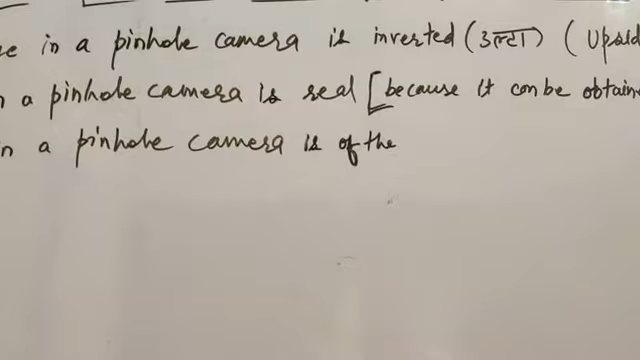 e in a pinhole camera is inverted (उल्टा) (Upsid
n a pinhole camera is real [because it can be obtaine
n a pinhole camera is of the